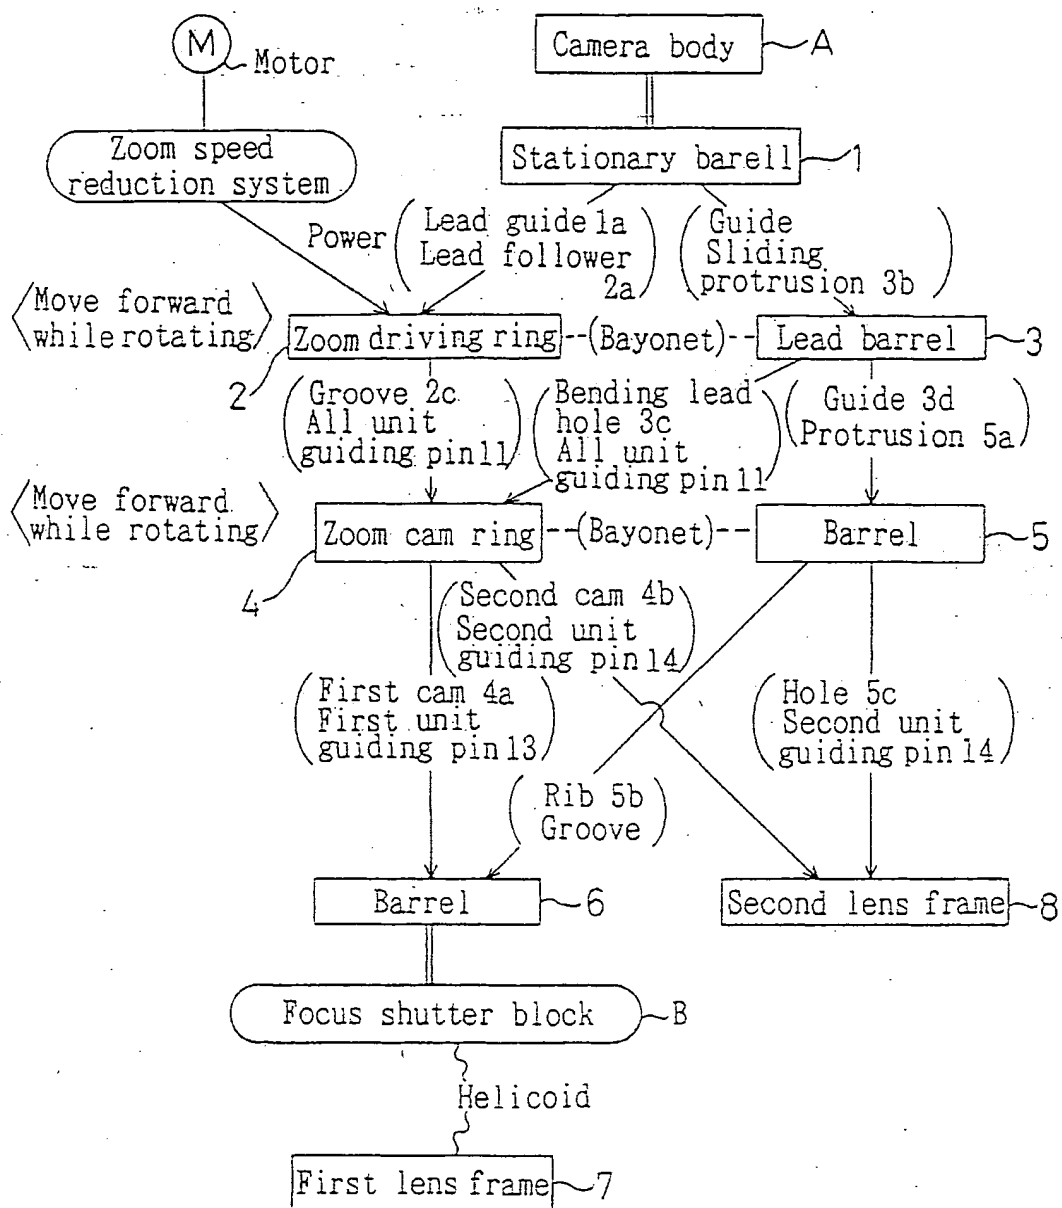 M
Motor
Camera body
A
Zoom speed
reduction system
Stationary barell
1
Power
Lead guide 1a
Lead follower
2a
Guide
Sliding
protrusion 3b
Move forward
while rotating
Zoom driving ring
(Bayonet)
Lead barrel
3
2
Groove 2c
All unit
guiding pin 11
Bending lead
hole 3c
All unit
guiding pin 11
Guide 3d
Protrusion 5a
Move forward
while rotating
Zoom cam ring
(Bayonet)
Barrel
5
4
Second cam 4b
Second unit
guiding pin 14
First cam 4a
First unit
guiding pin 13
Hole 5c
Second unit
guiding pin 14
Rib 5b
Groove
Barrel
6
Second lens frame
8
Focus shutter block
B
Helicoid
First lens frame
7